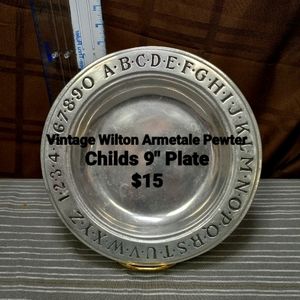 A·B·C·D·E·F·G·H·I·J·K·L·M·N·O·P·Q·R·S·T·U·V·W·X·Y·Z
1·2·3·4·5·6·7·8·9·0
Vintage Wilton Armetale Pewter
Childs 9" Plate
$15